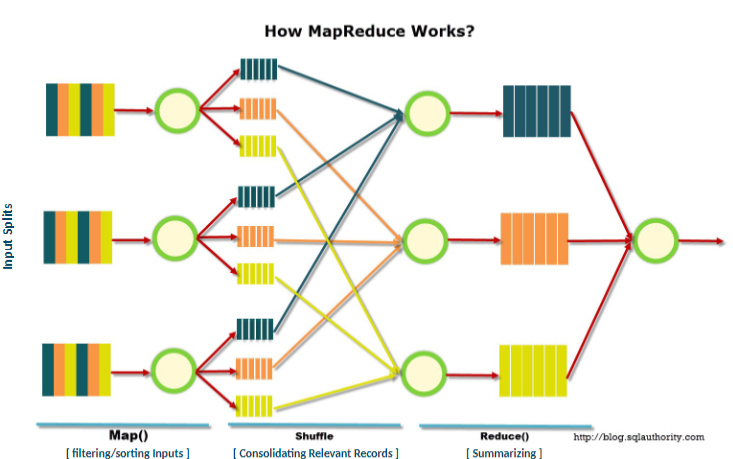 How MapReduce Works?
Input Splits
Map()
[ filtering/sorting Inputs ]
Shuffle
[ Consolidating Relevant Records ]
Reduce()
[ Summarizing ]
http://blog.sqlauthority.com